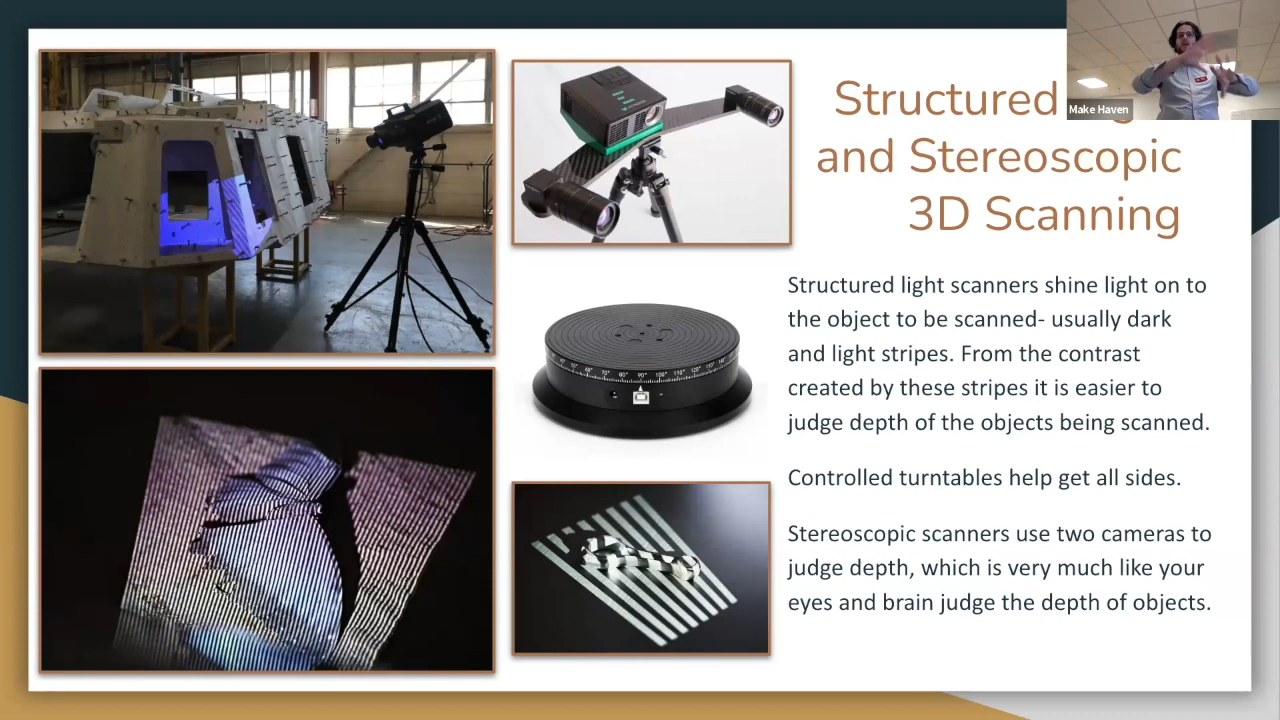 Structured
and Stereoscopic
3D Scanning
Make Haven
Structured light scanners shine light on to
the object to be scanned- usually dark
and light stripes. From the contrast
created by these stripes it is easier to
judge depth of the objects being scanned.
Controlled turntables help get all sides.
Stereoscopic scanners use two cameras to
judge depth, which is very much like your
eyes and brain judge the depth of objects.